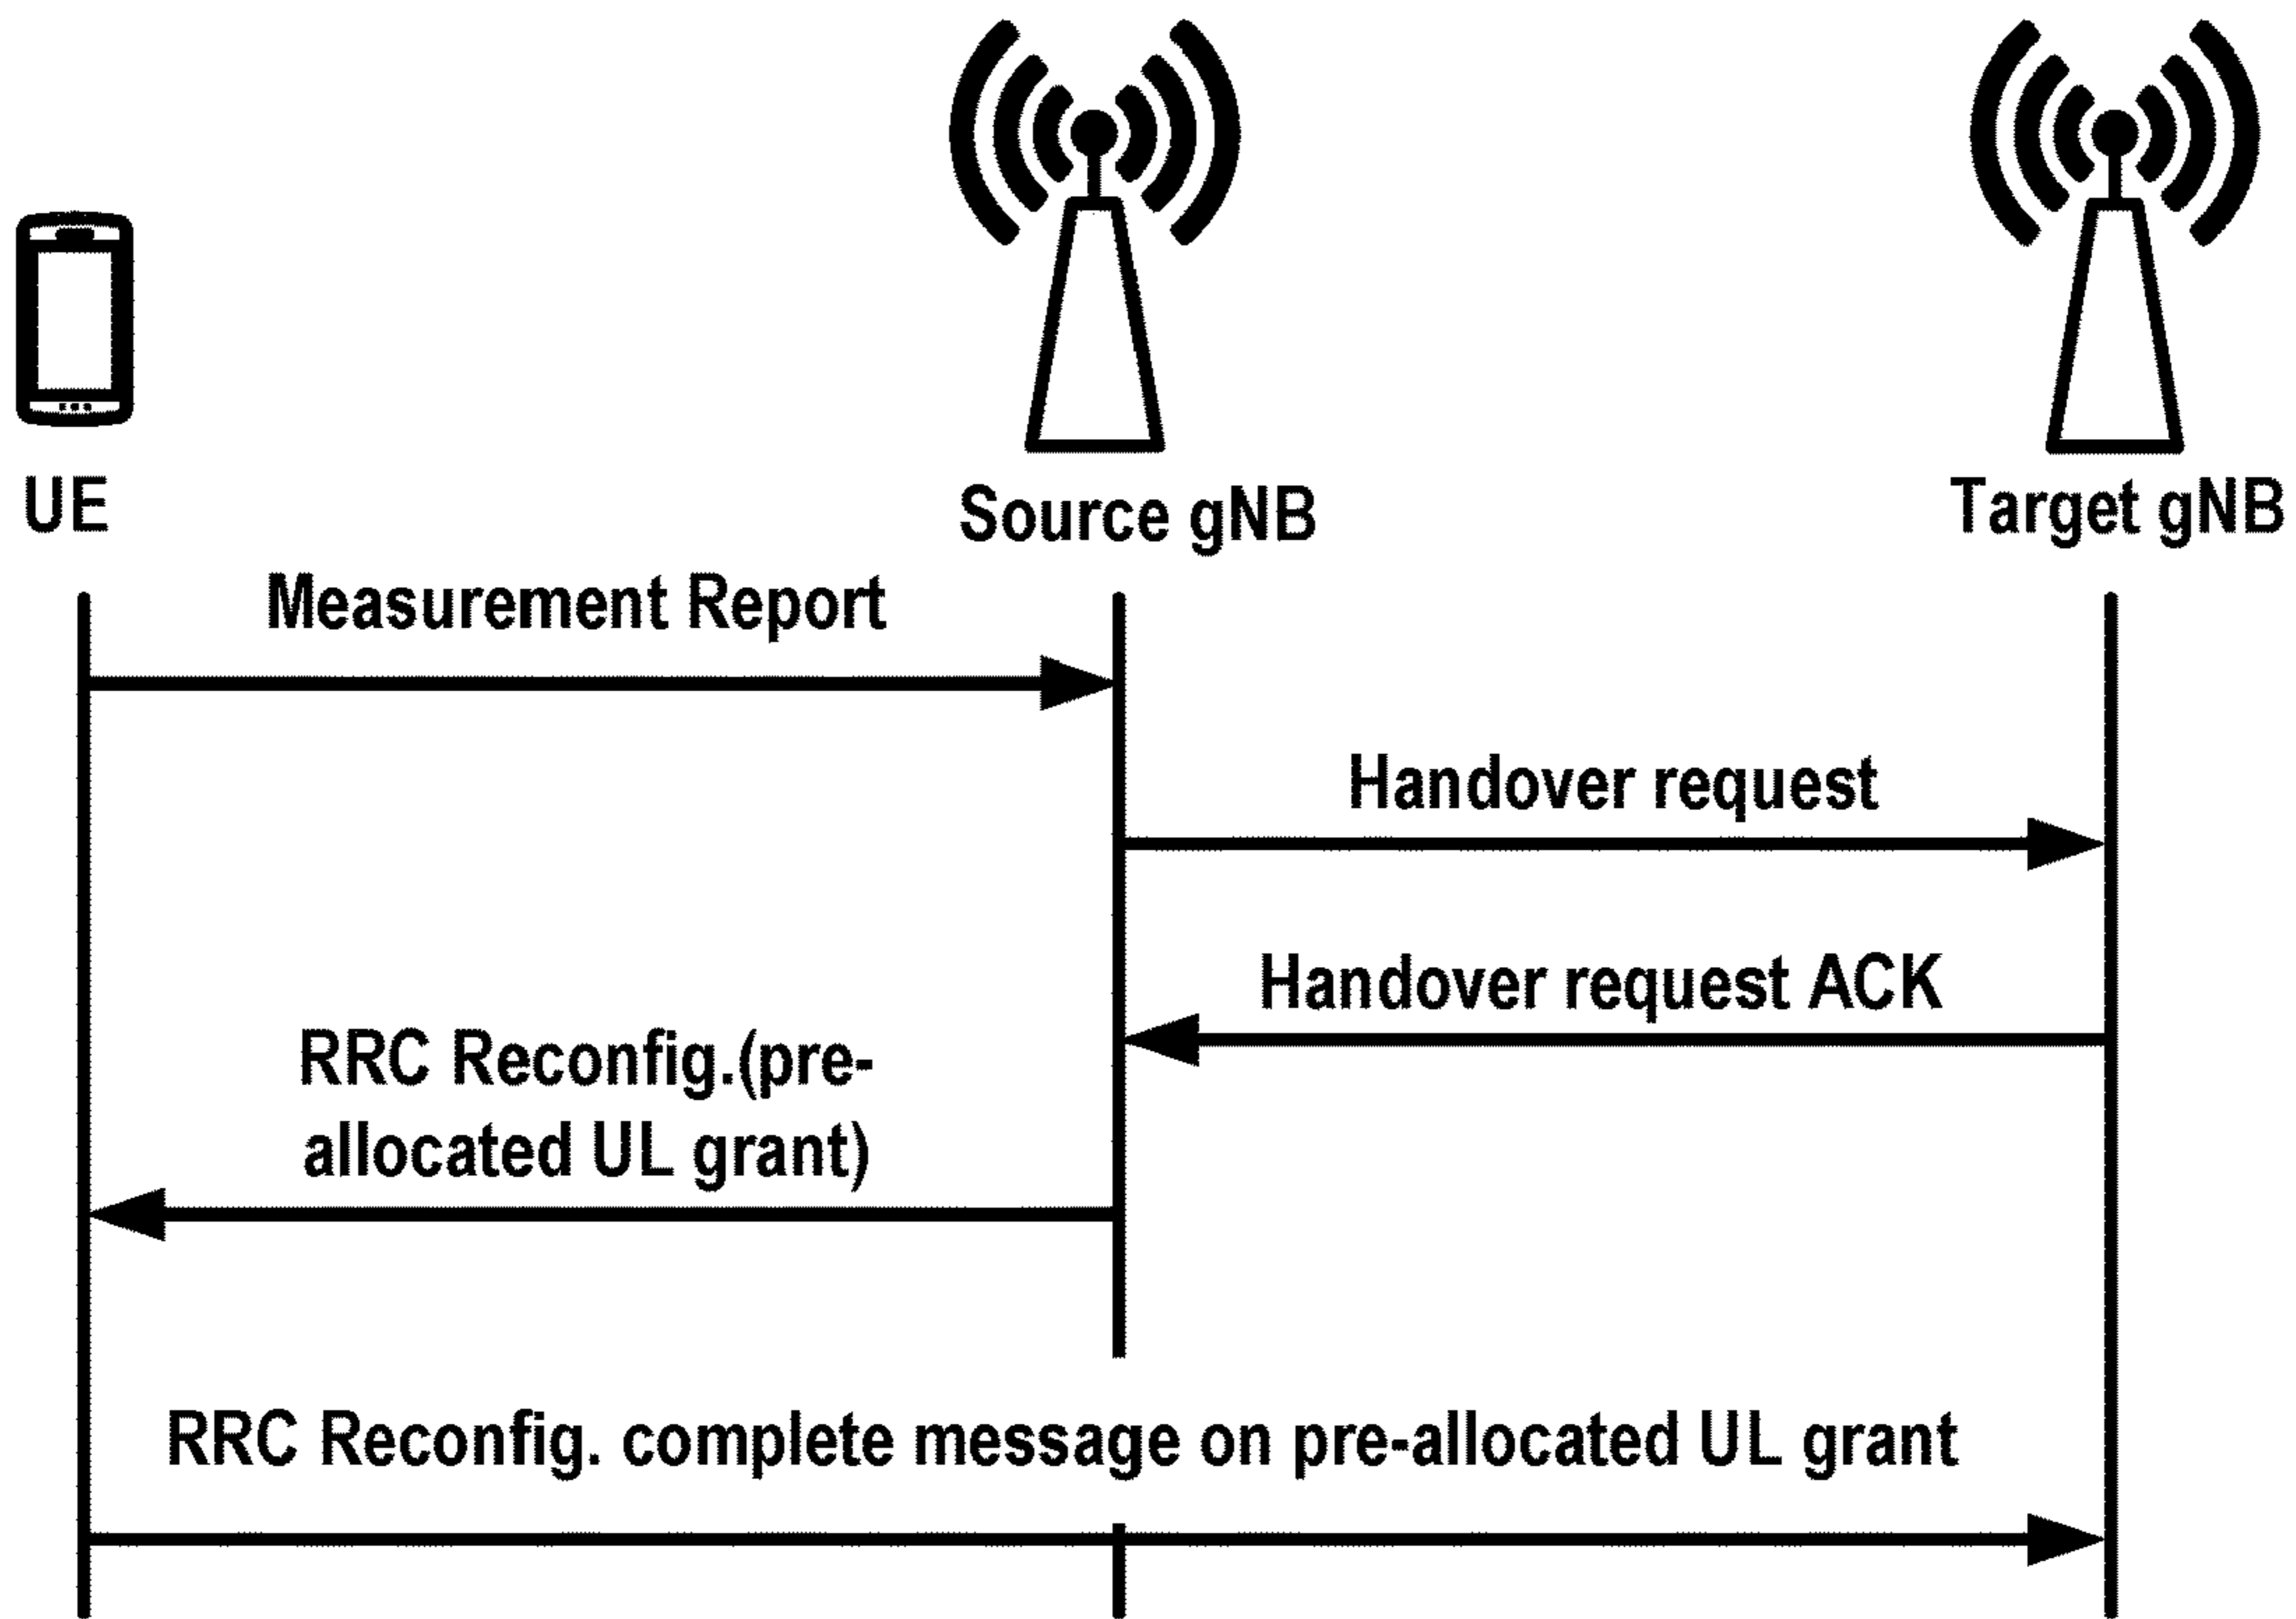 UE
Source gNB
Target gNB
Measurement Report
Handover request
Handover request ACK
RRC Reconfig.(pre-
allocated UL grant)
RRC Reconfig. complete message on pre-allocated UL grant